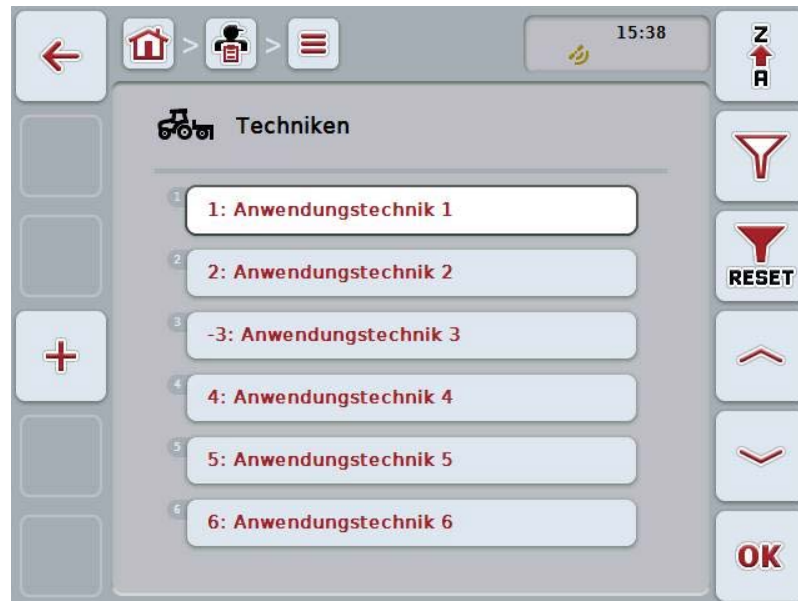 15:38
Z
A
Techniken
1
1: Anwendungstechnik 1
2
2: Anwendungstechnik 2
RESET
3
-3: Anwendungstechnik 3
4
4: Anwendungstechnik 4
5
5: Anwendungstechnik 5
6
6: Anwendungstechnik 6
OK